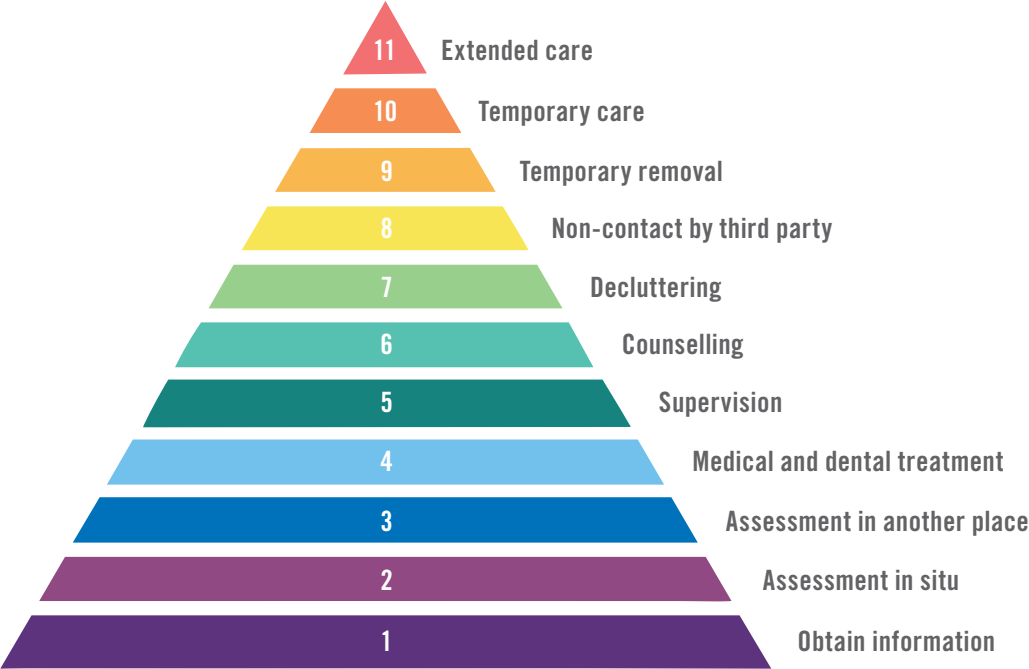 11 Extended care
10 Temporary care
9 Temporary removal
8 Non-contact by third party
7 Decluttering
6 Counselling
5 Supervision
4 Medical and dental treatment
3 Assessment in another place
2 Assessment in situ
1 Obtain information